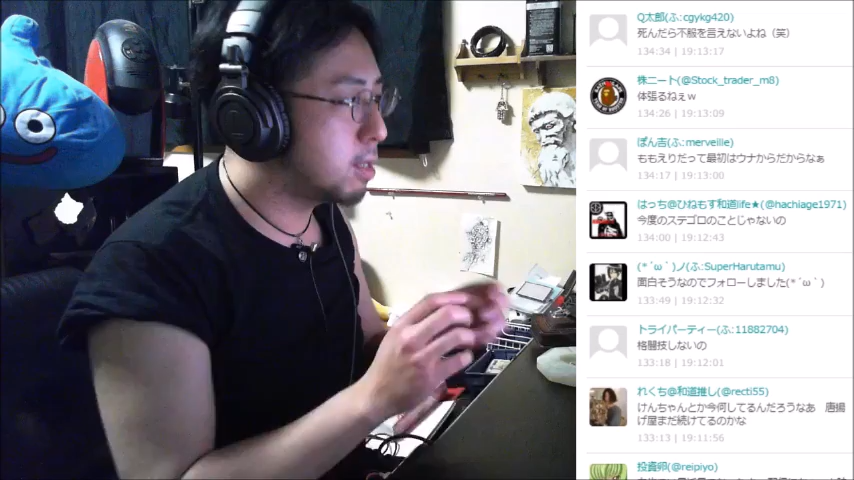 Q太郎(ふ:cgykg420)
死んだら不服を言えないよね（笑）
134:34 | 19:13:17
株ニート(@Stock_trader_m8)
体張るねぇｗ
134:26 | 19:13:09
ぽん吉(ふ:merveille)
ももえりだって最初はウナからだからなぁ
134:17 | 19:13:00
はっち@ひねもす和道life★(@hachiage1971)
今度のステゴロのことじゃないの
134:00 | 19:12:43
(*´ω｀)ノ(ふ:SuperHarutamu)
面白そうなのでフォローしました(*´ω｀)
133:49 | 19:12:32
トライパーティー(ふ:11882704)
格闘技しないの
133:18 | 19:12:01
れくち@和道推し(@recti55)
けんちゃんとか今何してるんだろうなあ　唐揚
げ屋まだ続けてるのかな
133:13 | 19:11:56
投資卵(@reipiyo)